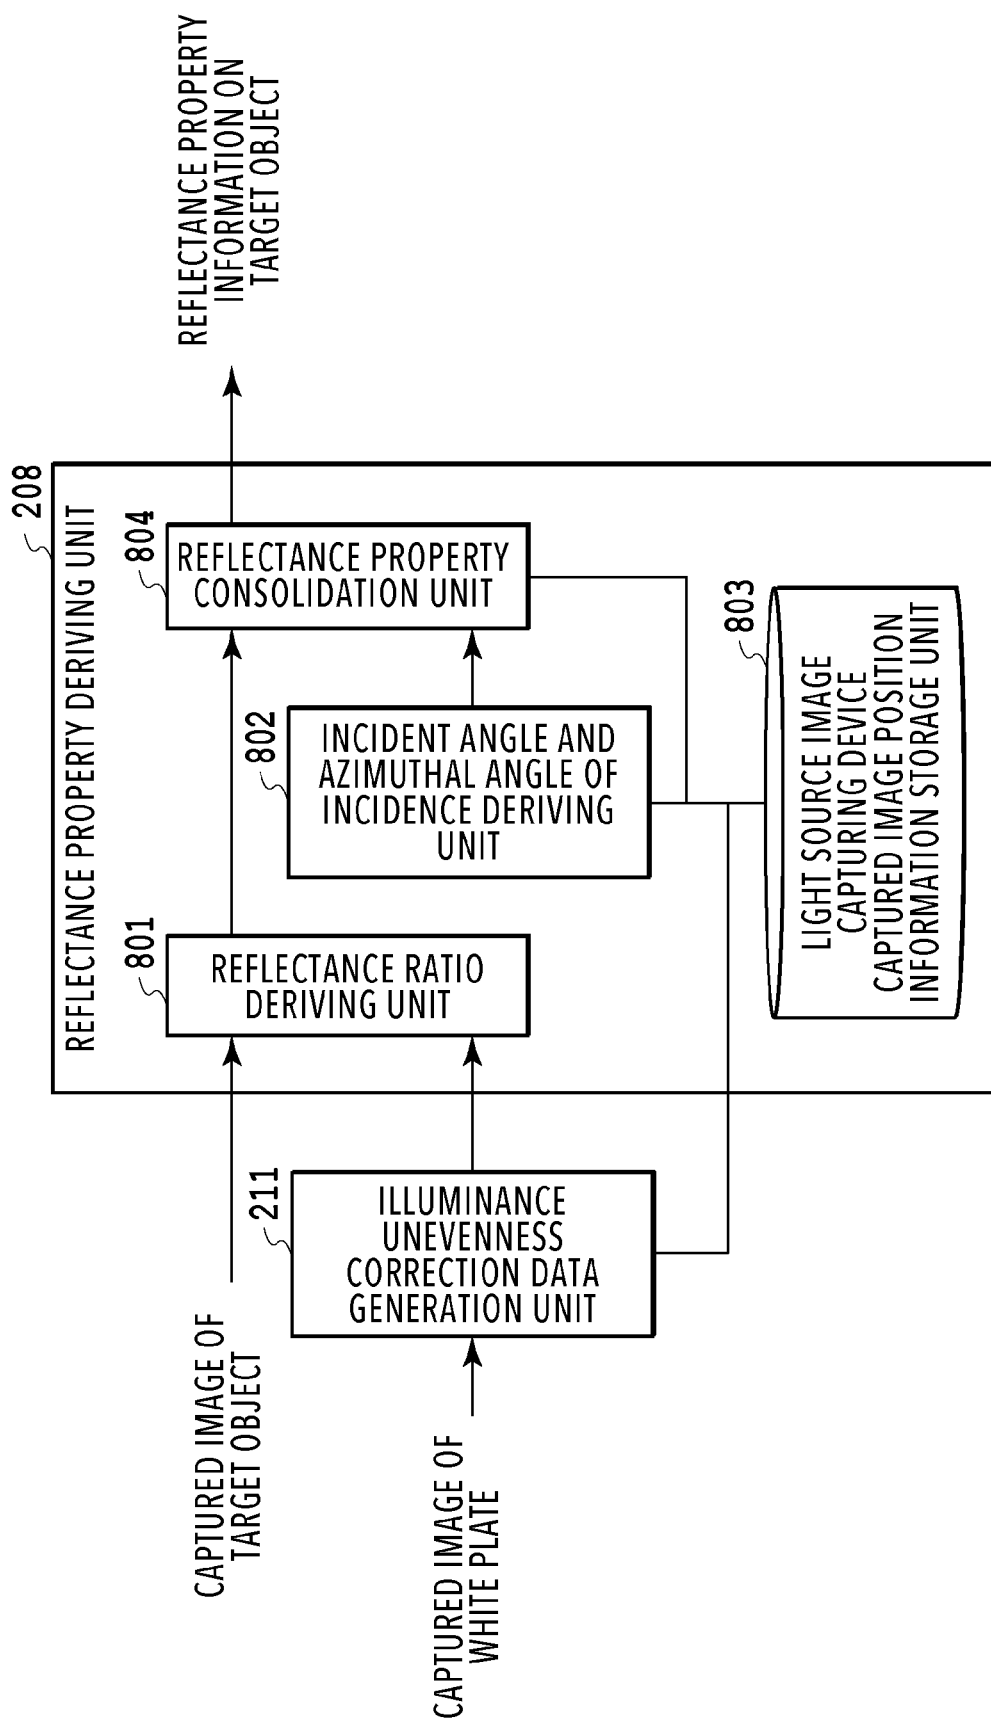 208
REFLECTANCE PROPERTY DERIVING UNIT
CAPTURED IMAGE OF
TARGET OBJECT
801
REFLECTANCE RATIO
DERIVING UNIT
804
REFLECTANCE PROPERTY
CONSOLIDATION UNIT
REFLECTANCE PROPERTY
INFORMATION ON
TARGET OBJECT
CAPTURED IMAGE OF
WHITE PLATE
211
ILLUMINANCE
UNEVENNESS
CORRECTION DATA
GENERATION UNIT
802
INCIDENT ANGLE AND
AZIMUTHAL ANGLE OF
INCIDENCE DERIVING
UNIT
803
LIGHT SOURCE IMAGE
CAPTURING DEVICE
CAPTURED IMAGE POSITION
INFORMATION STORAGE UNIT